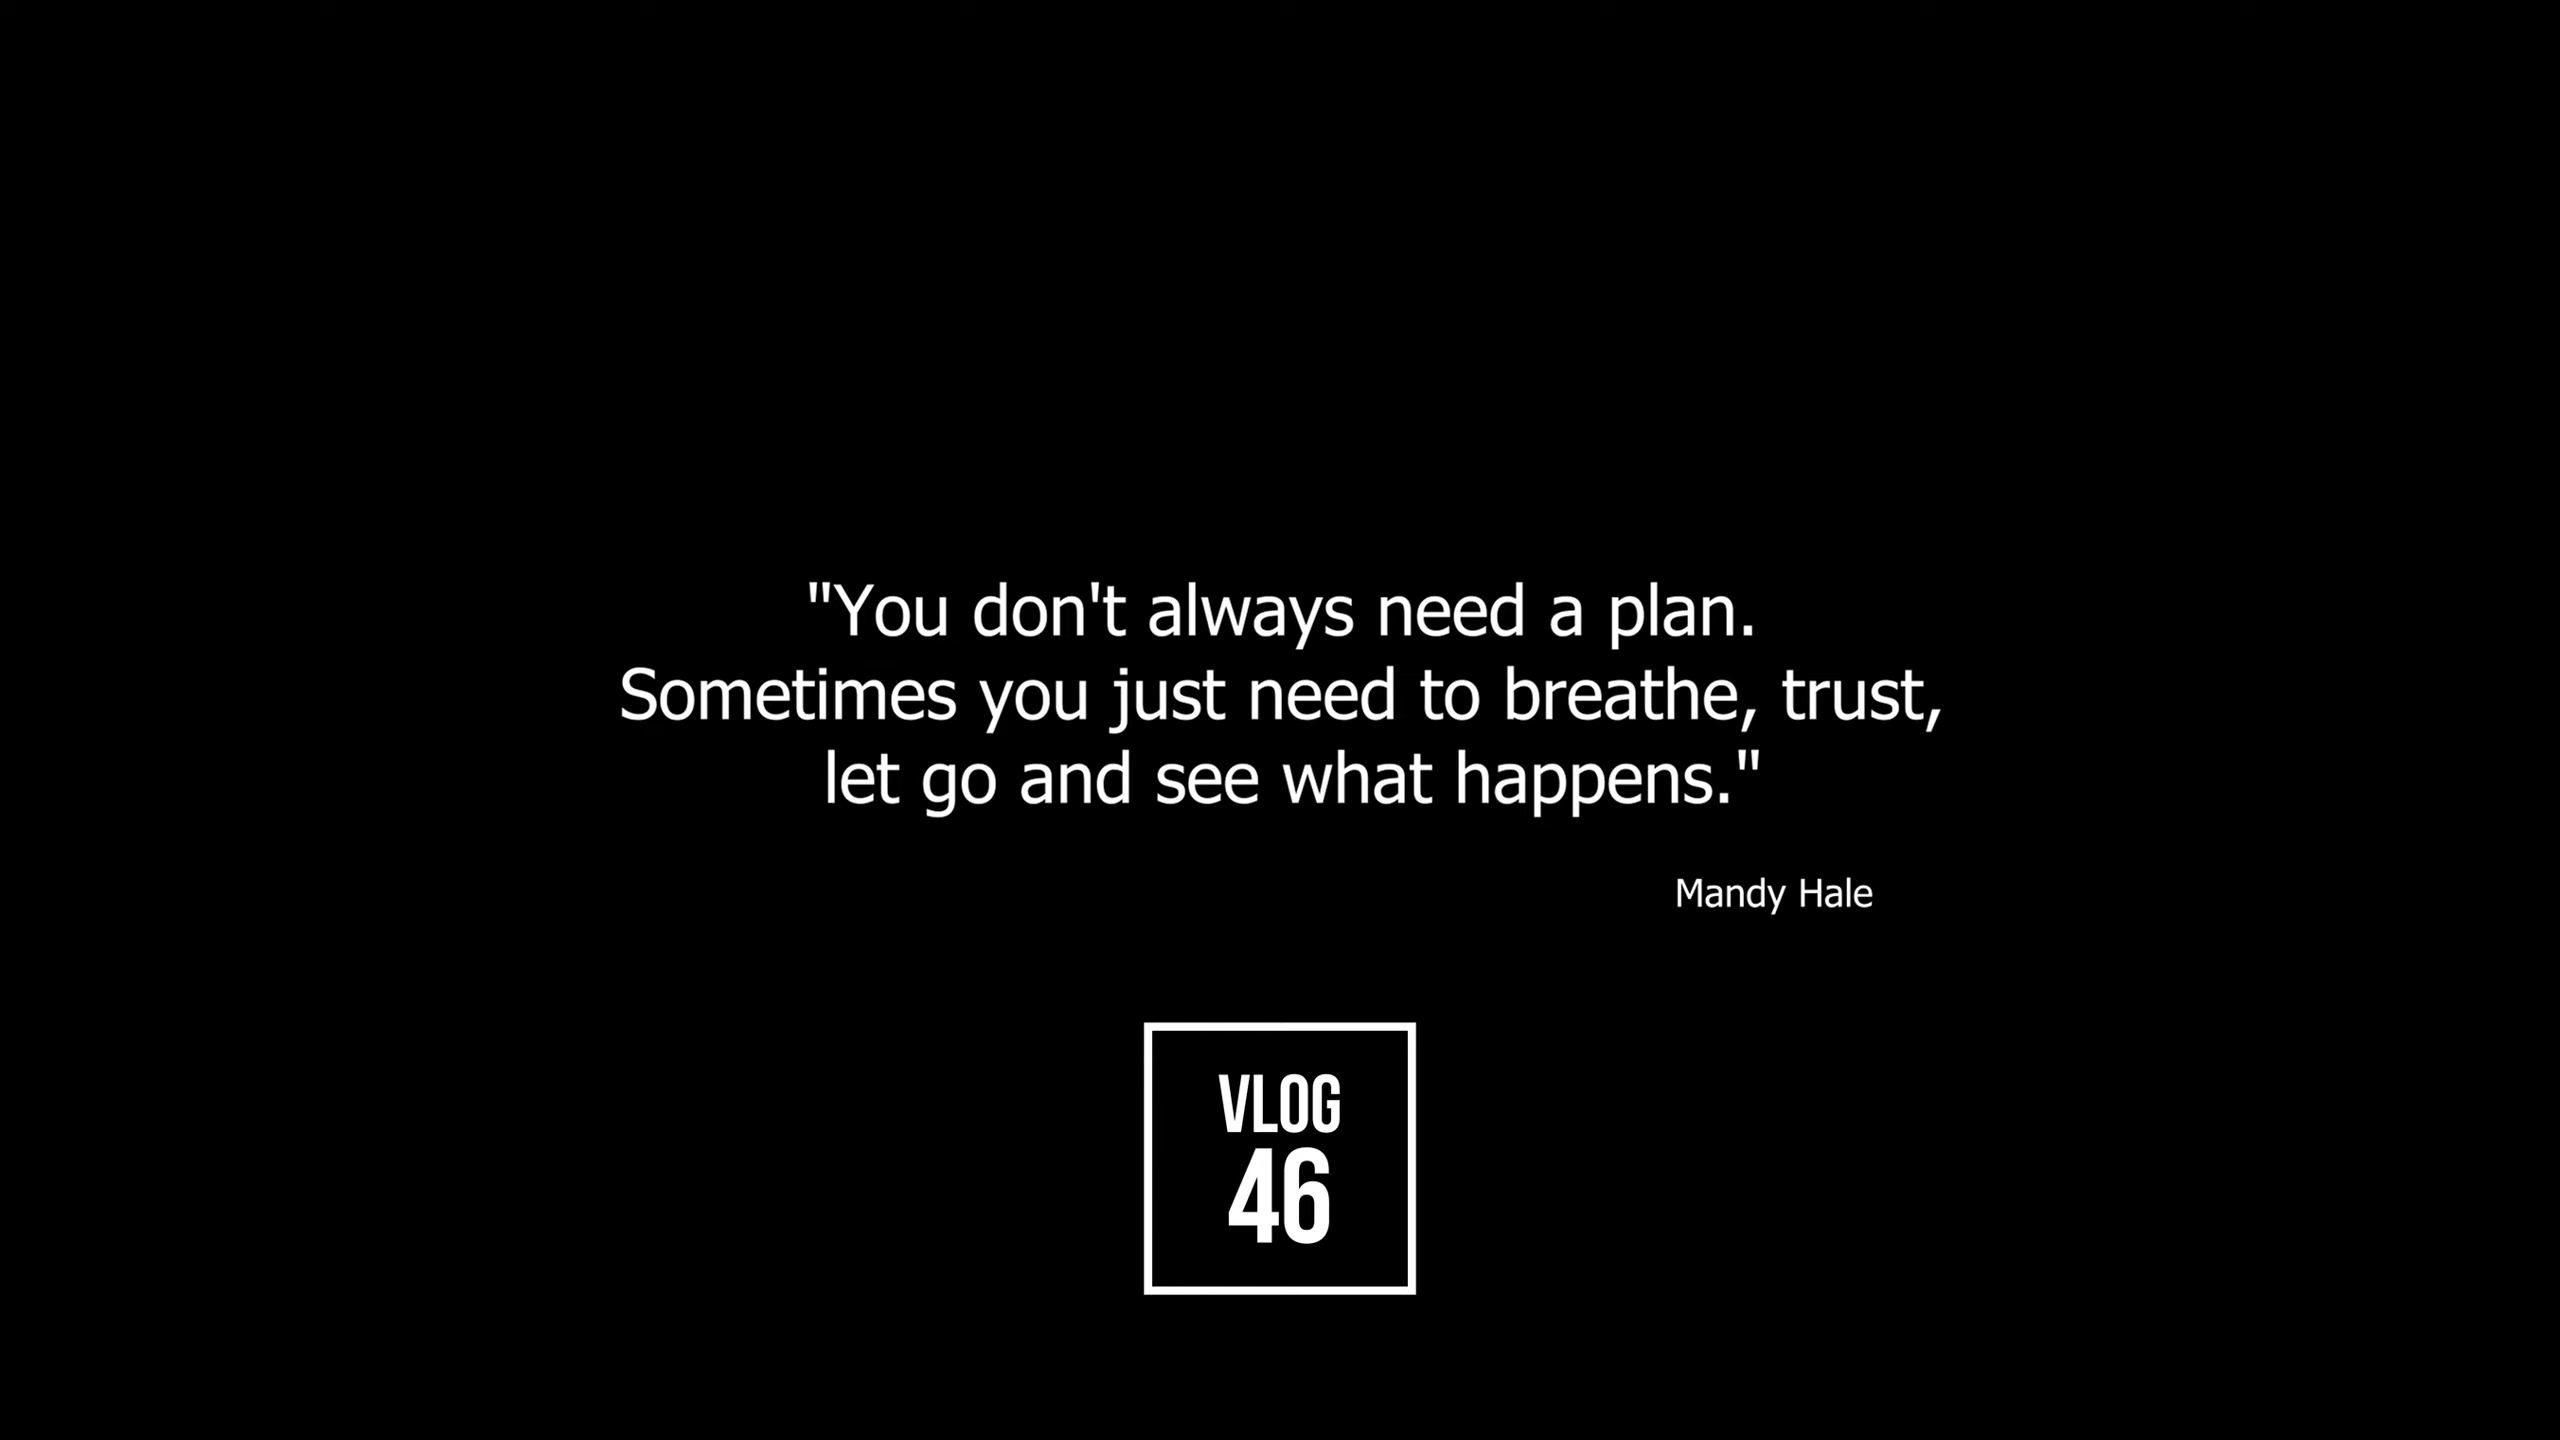 "You don't always need a plan.
Sometimes you just need to breathe, trust,
let go and see what happens."
Mandy Hale
VLOG
46